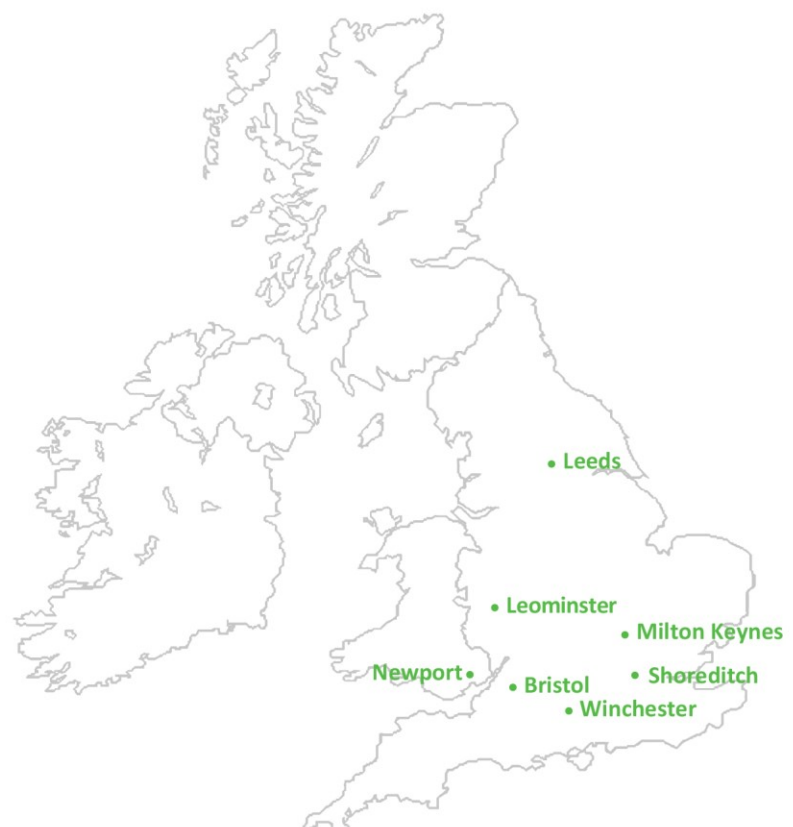 Leeds
Leominster
Milton Keynes
Newport
Shoreditch
Bristol
Winchester